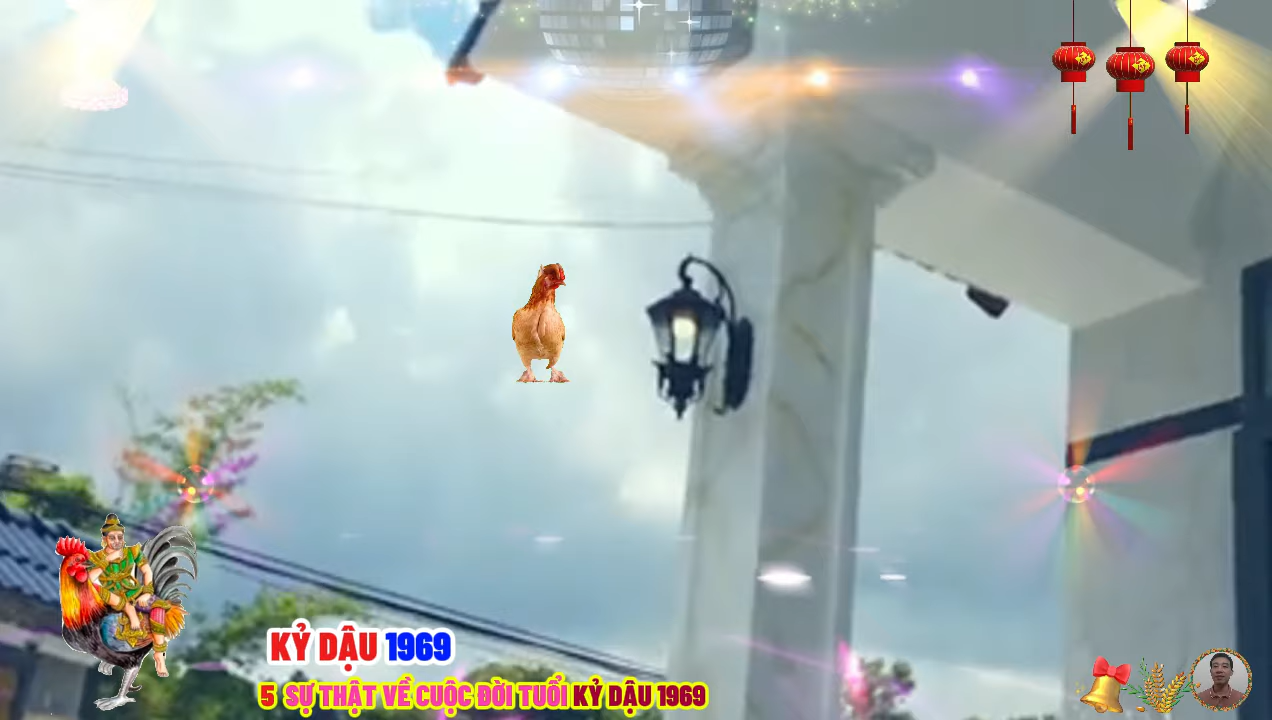 KỶ DẬU 1969
5 SỰ THẬT VỀ CUỘC ĐỜI TUỔI KỶ DẬU 1969